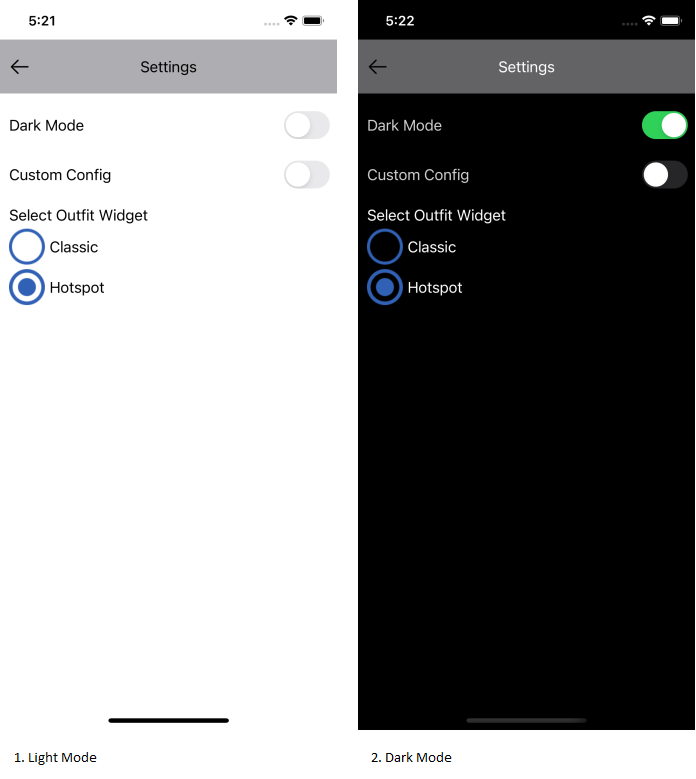 5:21
Settings
Dark Mode
Custom Config
Select Outfit Widget
Classic
Hotspot
1. Light Mode
5:22
Settings
Dark Mode
Custom Config
Select Outfit Widget
Classic
Hotspot
2. Dark Mode